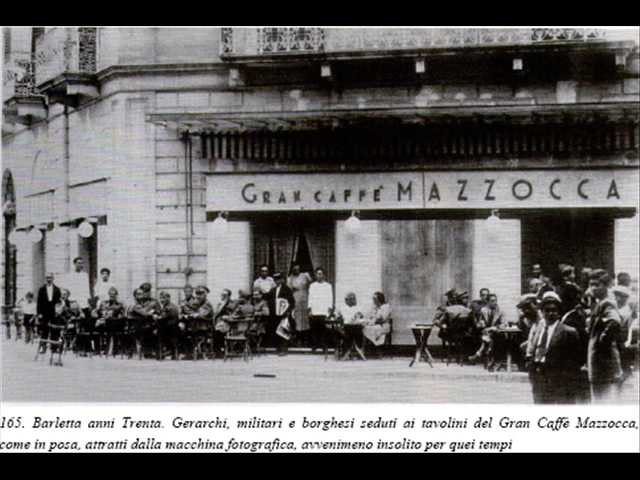 GRAN CAFFÈ MAZZOCCA
165. Barletta anni Trenta. Gerarchi, militari e borghesi seduti ai tavolini del Gran Caffè Mazzocca,
come in posa, attratti dalla macchina fotografica, avvenimeno insolito per quei tempi